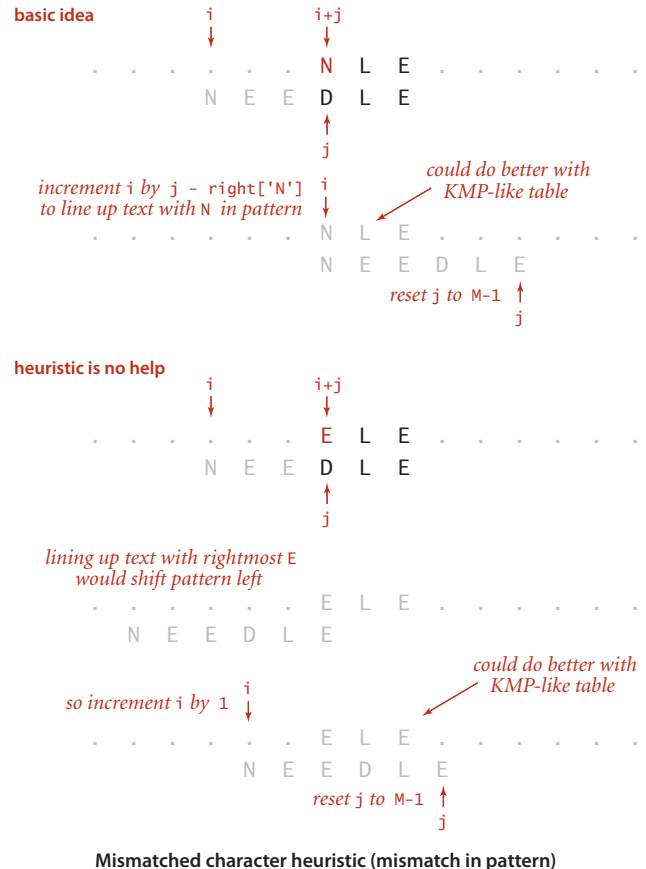 basic idea
i i+j
. . . . . . N L E . . . . . .
N E E D L E
j
increment i by j - right['N']
to line up text with N in pattern
i
could do better with
KMP-like table
. . . . . . N L E . . . . . .
N E E D L E
reset j to M-1
j
heuristic is no help
i i+j
. . . . . . E L E . . . . . .
N E E D L E
j
lining up text with rightmost E
would shift pattern left
. . . . . . E L E . . . . . .
N E E D L E
so increment i by 1
i
could do better with
KMP-like table
. . . . . . E L E . . . . . .
N E E D L E
reset j to M-1
j
Mismatched character heuristic (mismatch in pattern)